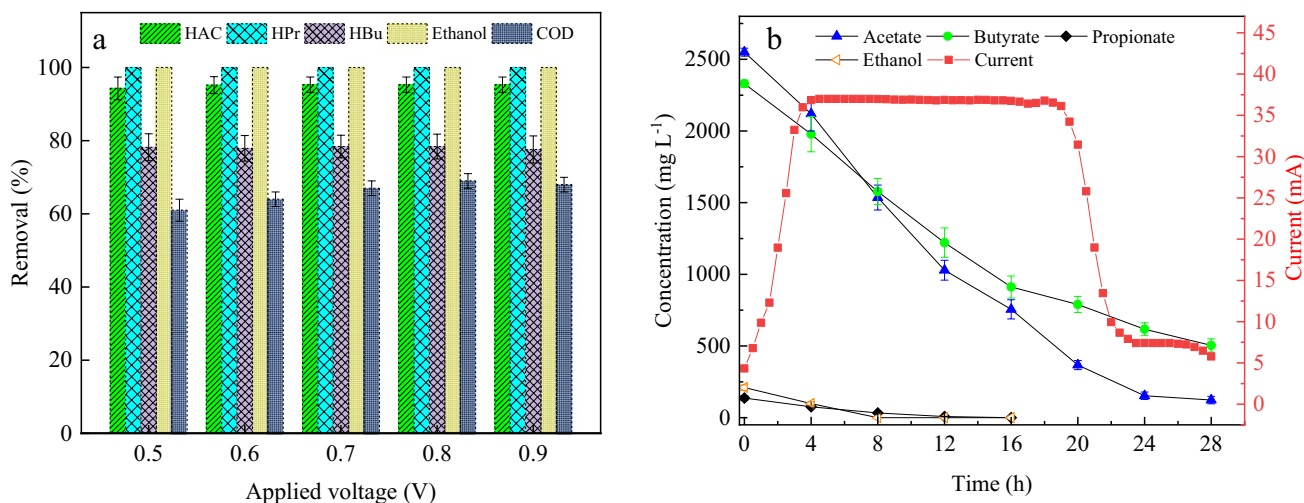 a
HAC HPr HBu Ethanol COD
100
80
60
40
20
0
Removal (%)
0.5 0.6 0.7 0.8 0.9
Applied voltage (V)
b
Acetate Butyrate Propionate
Ethanol Current
2500
2000
1500
1000
500
0
Concentration (mg L⁻¹)
0 4 8 12 16 20 24 28
Time (h)
45
40
35
30
25
20
15
10
5
0
Current (mA)